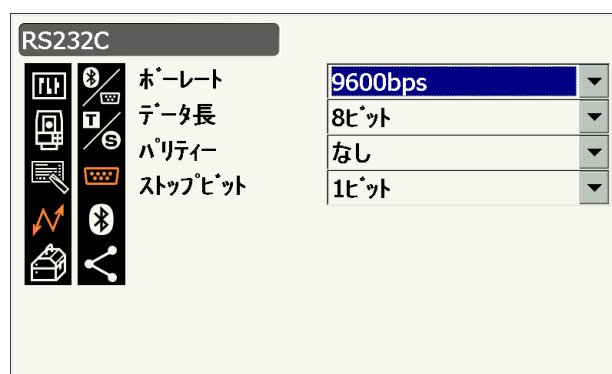 RS232C
ﾎﾞｰﾚｰﾄ 9600bps
ﾃﾞｰﾀ長 8ﾋﾞｯﾄ
T/S
ﾊﾟﾘﾃｨｰ なし
ｽﾄｯﾌﾟﾋﾞｯﾄ 1ﾋﾞｯﾄ